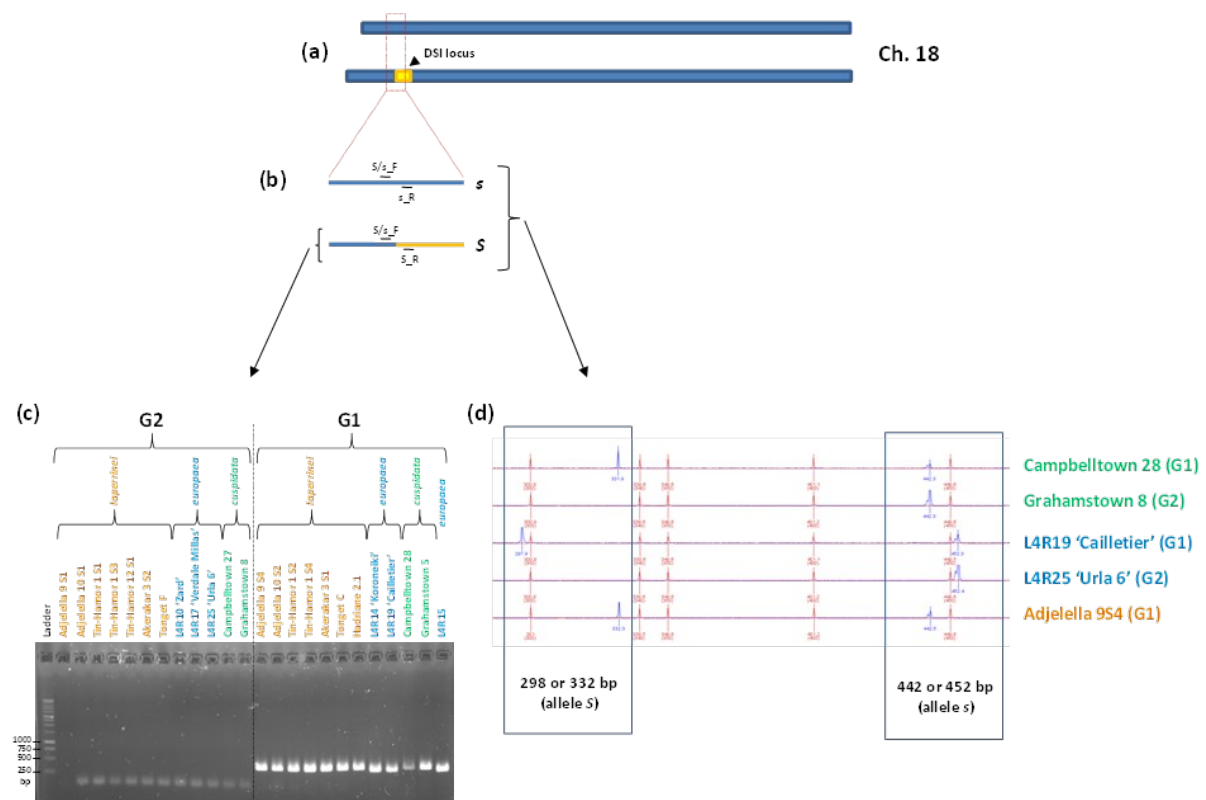 (a)
DSI locus
Ch. 18
(b)
S/s_F
s_R
s
S/s_F
S_R
S
(c)
G2
G1
laperrinei
europaea
cuspidata
laperrinei
europaea
cuspidata
europaea
Ladder
Adjelella 9 S1
Adjelella 10 S1
Tin-Hamor 1 S1
Tin-Hamor 1 S3
Tin-Hamor 12 S1
Akerakar 3 S2
Tonget F
L4R10 ‘Zard’
L4R17 ‘Verdale Millas’
L4R25 ‘Urla 6’
Campbelltown 27
Grahamstown 8
Adjelella 9 S4
Adjelella 10 S2
Tin-Hamor 1 S2
Tin-Hamor 1 S4
Akerakar 3 S1
Tonget C
Hadriane 2.1
L4R14 ‘Koroneiki’
L4R19 ‘Cailletier’
Campbelltown 28
Grahamstown 5
L4R15
1000
750
500
250
bp
(d)
Campbelltown 28 (G1)
Grahamstown 8 (G2)
L4R19 ‘Cailletier’ (G1)
L4R25 ‘Urla 6’ (G2)
Adjelella 9S4 (G1)
298 or 332 bp
(allele S)
442 or 452 bp
(allele s)